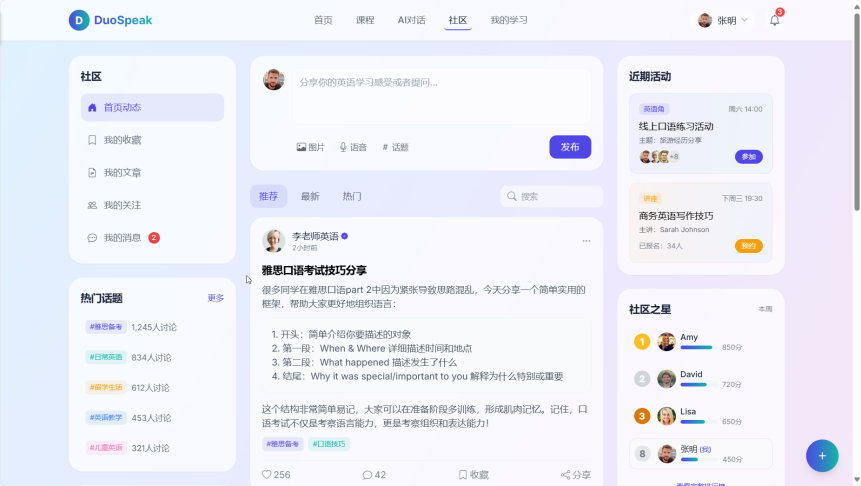 D DuoSpeak
首页 课程 AI对话 社区 我的学习
张明
3
社区
首页动态
我的收藏
我的文章
我的关注
我的消息 2
热门话题 更多
#雅思备考 1,245人讨论
#日常英语 834人讨论
#留学生活 612人讨论
#英语教学 453人讨论
#儿童英语 321人讨论
分享你的英语学习感受或者提问...
图片 语音 # 话题
发布
推荐 最新 热门
搜索
李老师英语
2小时前
雅思口语考试技巧分享
很多同学在雅思口语part 2中因为紧张导致思路混乱，今天分享一个简单实用的
框架，帮助大家更好地组织语言：
1. 开头：简单介绍你要描述的对象
2. 第一段：When & Where 详细描述时间和地点
3. 第二段：What happened 描述发生了什么
4. 结尾：Why it was special/important to you 解释为什么特别或重要
这个结构非常简单易记，大家可以在准备阶段多训练，形成肌肉记忆。记住，口
语考试不仅是考察语言能力，更是考察组织和表达能力！
#雅思备考 #口语技巧
256 42 收藏 分享
近期活动
英语角 周六 14:00
线上口语练习活动
主题：旅游经历分享
+8 参加
讲座 下周三 19:30
商务英语写作技巧
主讲：Sarah Johnson
已报名：34人 预约
社区之星 本周
1 Amy 850分
2 David 720分
3 Lisa 650分
8 张明 (我) 450分
+